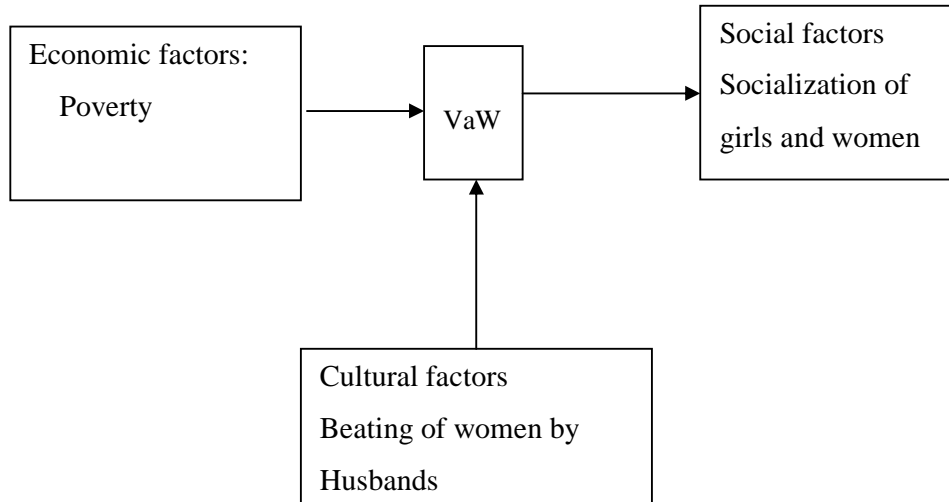 Economic factors:
Poverty
VaW
Social factors
Socialization of
girls and women
Cultural factors
Beating of women by
Husbands